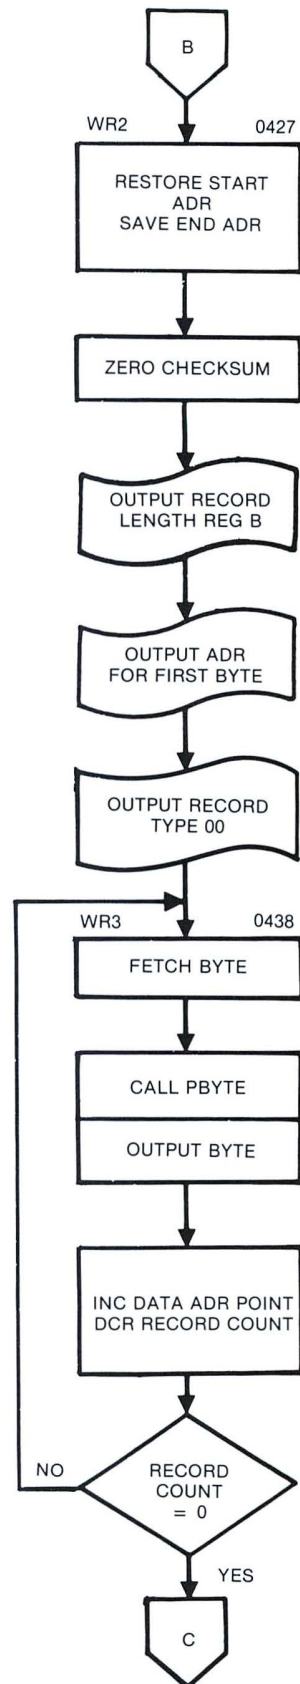 B
WR2 0427
RESTORE START
ADR
SAVE END ADR
ZERO CHECKSUM
OUTPUT RECORD
LENGTH REG B
OUTPUT ADR
FOR FIRST BYTE
OUTPUT RECORD
TYPE 00
WR3 0438
FETCH BYTE
CALL PBYTE
OUTPUT BYTE
INC DATA ADR POINT
DCR RECORD COUNT
NO
RECORD
COUNT
= 0
YES
C